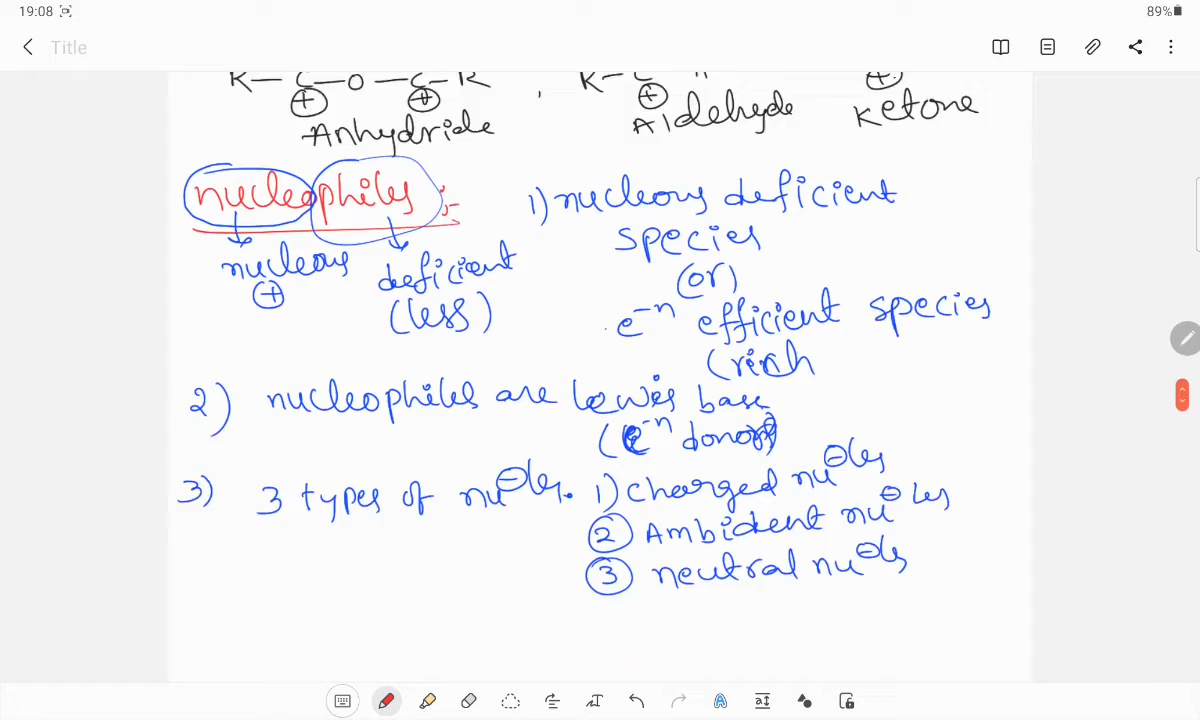 19:08
89%
Title
R— C—O—C—R , R—C
Anhydride Aldehyde Ketone
nucleophiles :-
nucleous ⊕
deficient
(less)
1) nucleous deficient
species
(or)
e⁻ⁿ efficient species
(rich
2) nucleophiles are lewis base
(e⁻ⁿ donor)
3) 3 types of nu⊖les. 1) charged nu⊖les
② Ambident nu⊖les
③ neutral nu⊖les